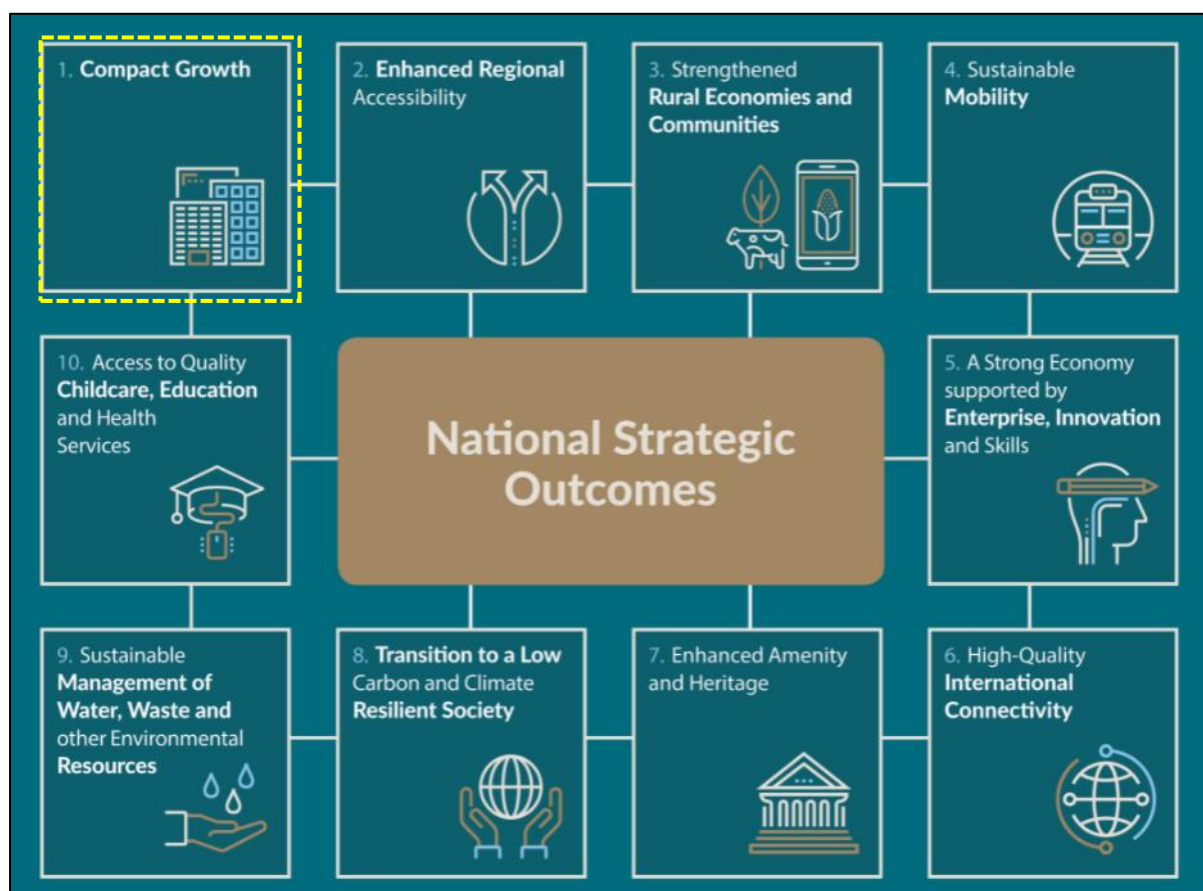 1. Compact Growth
2. Enhanced Regional
Accessibility
3. Strengthened
Rural Economies and
Communities
4. Sustainable
Mobility
10. Access to Quality
Childcare, Education
and Health
Services
National Strategic
Outcomes
5. A Strong Economy
supported by
Enterprise, Innovation
and Skills
9. Sustainable
Management of
Water, Waste and
other Environmental
Resources
8. Transition to a Low
Carbon and Climate
Resilient Society
7. Enhanced Amenity
and Heritage
6. High-Quality
International
Connectivity